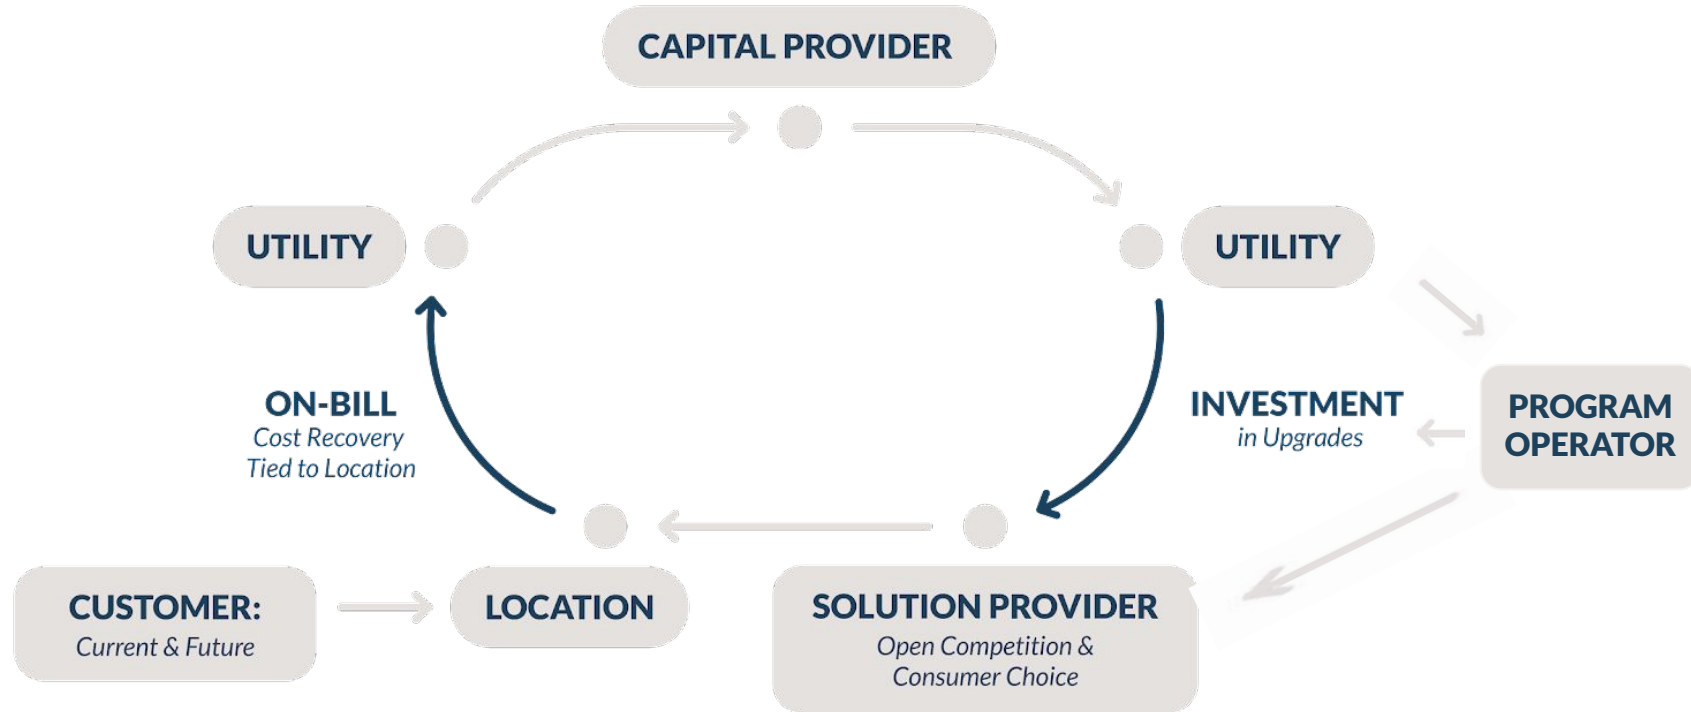 CAPITAL PROVIDER
UTILITY
UTILITY
ON-BILL
Cost Recovery
Tied to Location
INVESTMENT
in Upgrades
PROGRAM
OPERATOR
CUSTOMER:
Current & Future
LOCATION
SOLUTION PROVIDER
Open Competition &
Consumer Choice